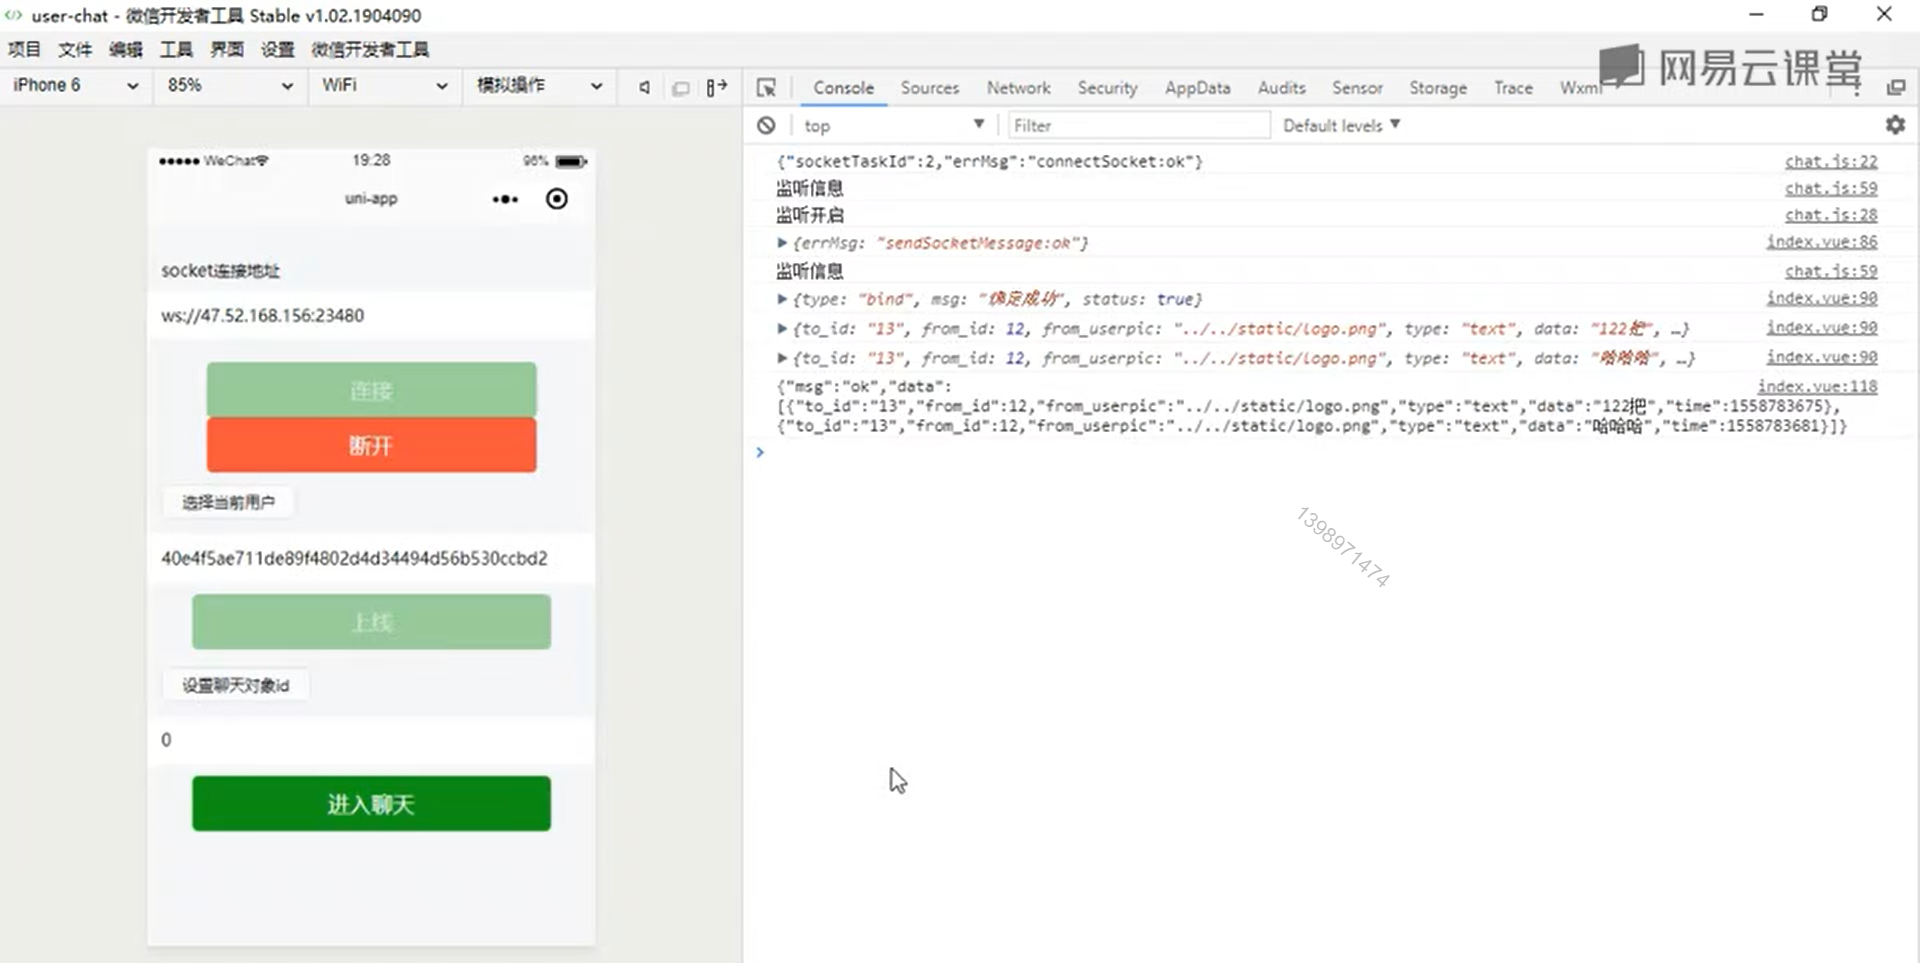 user-chat - 微信开发者工具 Stable v1.02.1904090
项目 文件 编辑 工具 界面 设置 微信开发者工具
网易云课堂
iPhone 6 85% WiFi 模拟操作
Console Sources Network Security AppData Audits Sensor Storage Trace Wxml
top Filter Default levels
WeChat 19:28 96%
uni-app
socket连接地址
ws://47.52.168.156:23480
连接
断开
选择当前用户
40e4f5ae711de89f4802d4d34494d56b530ccbd2
上线
设置聊天对象id
0
进入聊天
{"socketTaskId":2,"errMsg":"connectSocket:ok"} chat.js:22
监听信息 chat.js:59
监听开启 chat.js:28
{errMsg: "sendSocketMessage:ok"} index.vue:86
监听信息 chat.js:59
{type: "bind", msg: "绑定成功", status: true} index.vue:90
{to_id: "13", from_id: 12, from_userpic: "../../static/logo.png", type: "text", data: "122把", …} index.vue:90
{to_id: "13", from_id: 12, from_userpic: "../../static/logo.png", type: "text", data: "哈哈哈", …} index.vue:90
{"msg":"ok","data": index.vue:118
[{"to_id":"13","from_id":12,"from_userpic":"../../static/logo.png","type":"text","data":"122把","time":1558783675},
{"to_id":"13","from_id":12,"from_userpic":"../../static/logo.png","type":"text","data":"哈哈哈","time":1558783681}]}
1398971474